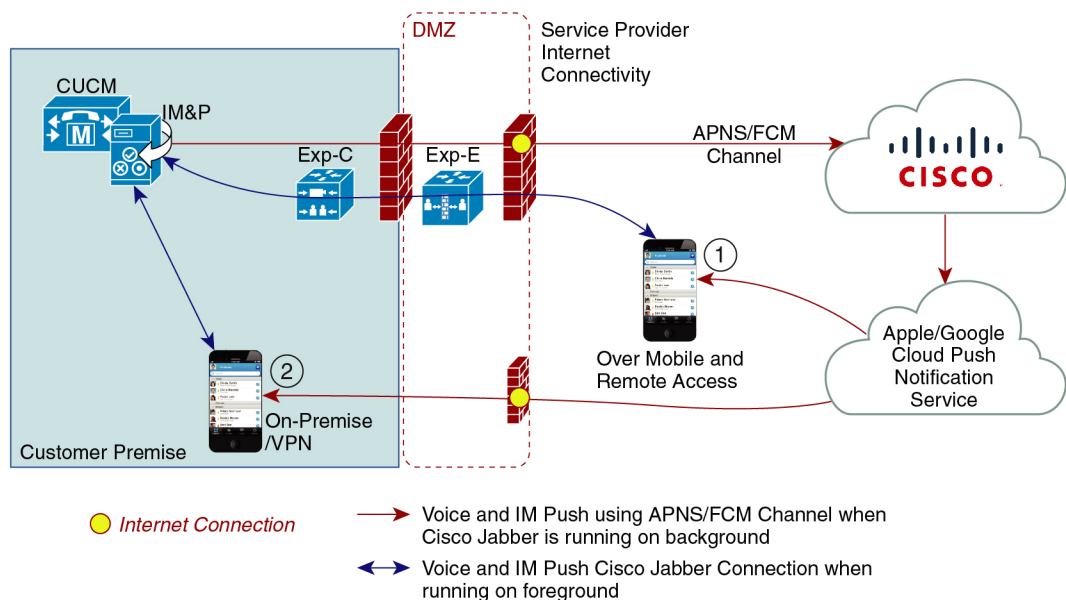 DMZ
Service Provider
Internet
Connectivity
CUCM
IM&P
M
APNS/FCM
Channel
CISCO
Exp-C
Exp-E
1
Apple/Google
Cloud Push
Notification
Service
Over Mobile and
Remote Access
2
On-Premise
/VPN
Customer Premise
Internet Connection
Voice and IM Push using APNS/FCM Channel when
Cisco Jabber is running on background
Voice and IM Push Cisco Jabber Connection when
running on foreground